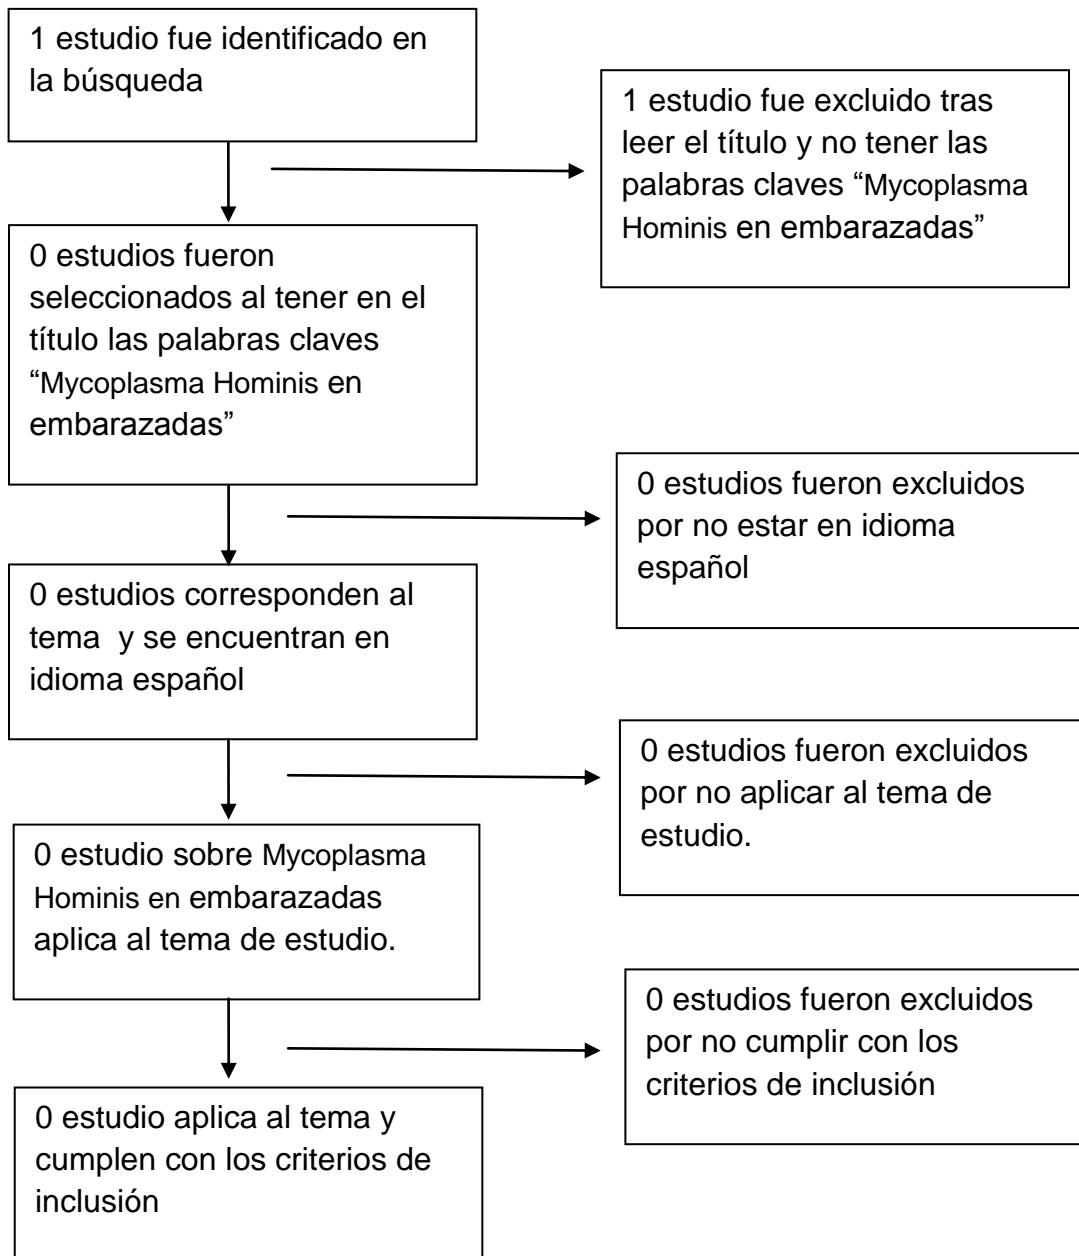 1 estudio fue identificado en
la búsqueda
1 estudio fue excluido tras
leer el título y no tener las
palabras claves “Mycoplasma
Hominis en embarazadas”
0 estudios fueron
seleccionados al tener en el
título las palabras claves
“Mycoplasma Hominis en
embarazadas”
0 estudios fueron excluidos
por no estar en idioma
español
0 estudios corresponden al
tema y se encuentran en
idioma español
0 estudios fueron excluidos
por no aplicar al tema de
estudio.
0 estudio sobre Mycoplasma
Hominis en embarazadas
aplica al tema de estudio.
0 estudios fueron excluidos
por no cumplir con los
criterios de inclusión
0 estudio aplica al tema y
cumplen con los criterios de
inclusión